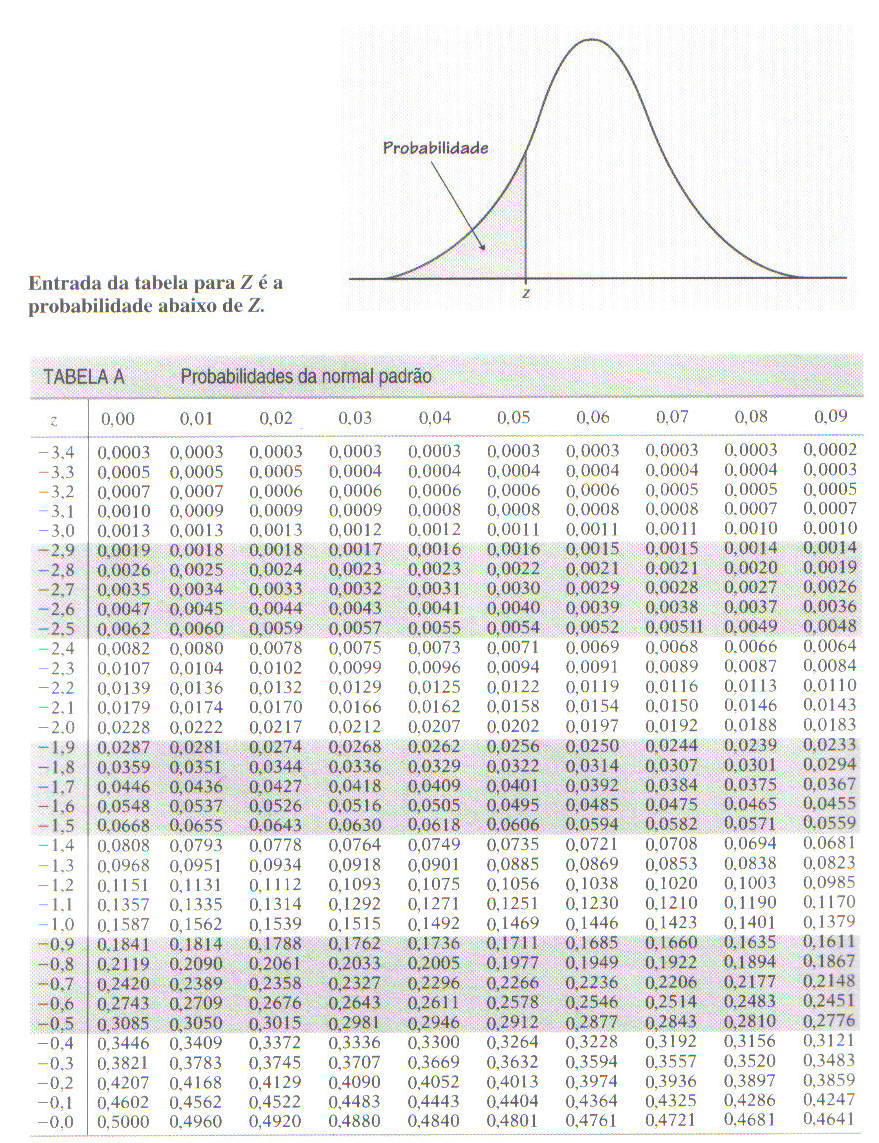 Probabilidade
z
Entrada da tabela para Z é a
probabilidade abaixo de Z.
TABELA A Probabilidades da normal padrão
z 0,00 0,01 0,02 0,03 0,04 0,05 0,06 0,07 0,08 0,09
−3,4 0,0003 0,0003 0,0003 0,0003 0,0003 0,0003 0,0003 0,0003 0,0003 0,0002
−3,3 0,0005 0,0005 0,0005 0,0004 0,0004 0,0004 0,0004 0,0004 0,0004 0,0003
−3,2 0,0007 0,0007 0,0006 0,0006 0,0006 0,0006 0,0006 0,0005 0,0005 0,0005
−3,1 0,0010 0,0009 0,0009 0,0009 0,0008 0,0008 0,0008 0,0008 0,0007 0,0007
−3,0 0,0013 0,0013 0,0013 0,0012 0,0012 0,0011 0,0011 0,0011 0,0010 0,0010
−2,9 0,0019 0,0018 0,0018 0,0017 0,0016 0,0016 0,0015 0,0015 0,0014 0,0014
−2,8 0,0026 0,0025 0,0024 0,0023 0,0023 0,0022 0,0021 0,0021 0,0020 0,0019
−2,7 0,0035 0,0034 0,0033 0,0032 0,0031 0,0030 0,0029 0,0028 0,0027 0,0026
−2,6 0,0047 0,0045 0,0044 0,0043 0,0041 0,0040 0,0039 0,0038 0,0037 0,0036
−2,5 0,0062 0,0060 0,0059 0,0057 0,0055 0,0054 0,0052 0,00511 0,0049 0,0048
−2,4 0,0082 0,0080 0,0078 0,0075 0,0073 0,0071 0,0069 0,0068 0,0066 0,0064
−2,3 0,0107 0,0104 0,0102 0,0099 0,0096 0,0094 0,0091 0,0089 0,0087 0,0084
−2,2 0,0139 0,0136 0,0132 0,0129 0,0125 0,0122 0,0119 0,0116 0,0113 0,0110
−2,1 0,0179 0,0174 0,0170 0,0166 0,0162 0,0158 0,0154 0,0150 0,0146 0,0143
−2,0 0,0228 0,0222 0,0217 0,0212 0,0207 0,0202 0,0197 0,0192 0,0188 0,0183
−1,9 0,0287 0,0281 0,0274 0,0268 0,0262 0,0256 0,0250 0,0244 0,0239 0,0233
−1,8 0,0359 0,0351 0,0344 0,0336 0,0329 0,0322 0,0314 0,0307 0,0301 0,0294
−1,7 0,0446 0,0436 0,0427 0,0418 0,0409 0,0401 0,0392 0,0384 0,0375 0,0367
−1,6 0,0548 0,0537 0,0526 0,0516 0,0505 0,0495 0,0485 0,0475 0,0465 0,0455
−1,5 0,0668 0,0655 0,0643 0,0630 0,0618 0,0606 0,0594 0,0582 0,0571 0,0559
−1,4 0,0808 0,0793 0,0778 0,0764 0,0749 0,0735 0,0721 0,0708 0,0694 0,0681
−1,3 0,0968 0,0951 0,0934 0,0918 0,0901 0,0885 0,0869 0,0853 0,0838 0,0823
−1,2 0,1151 0,1131 0,1112 0,1093 0,1075 0,1056 0,1038 0,1020 0,1003 0,0985
−1,1 0,1357 0,1335 0,1314 0,1292 0,1271 0,1251 0,1230 0,1210 0,1190 0,1170
−1,0 0,1587 0,1562 0,1539 0,1515 0,1492 0,1469 0,1446 0,1423 0,1401 0,1379
−0,9 0,1841 0,1814 0,1788 0,1762 0,1736 0,1711 0,1685 0,1660 0,1635 0,1611
−0,8 0,2119 0,2090 0,2061 0,2033 0,2005 0,1977 0,1949 0,1922 0,1894 0,1867
−0,7 0,2420 0,2389 0,2358 0,2327 0,2296 0,2266 0,2236 0,2206 0,2177 0,2148
−0,6 0,2743 0,2709 0,2676 0,2643 0,2611 0,2578 0,2546 0,2514 0,2483 0,2451
−0,5 0,3085 0,3050 0,3015 0,2981 0,2946 0,2912 0,2877 0,2843 0,2810 0,2776
−0,4 0,3446 0,3409 0,3372 0,3336 0,3300 0,3264 0,3228 0,3192 0,3156 0,3121
−0,3 0,3821 0,3783 0,3745 0,3707 0,3669 0,3632 0,3594 0,3557 0,3520 0,3483
−0,2 0,4207 0,4168 0,4129 0,4090 0,4052 0,4013 0,3974 0,3936 0,3897 0,3859
−0,1 0,4602 0,4562 0,4522 0,4483 0,4443 0,4404 0,4364 0,4325 0,4286 0,4247
−0,0 0,5000 0,4960 0,4920 0,4880 0,4840 0,4801 0,4761 0,4721 0,4681 0,4641